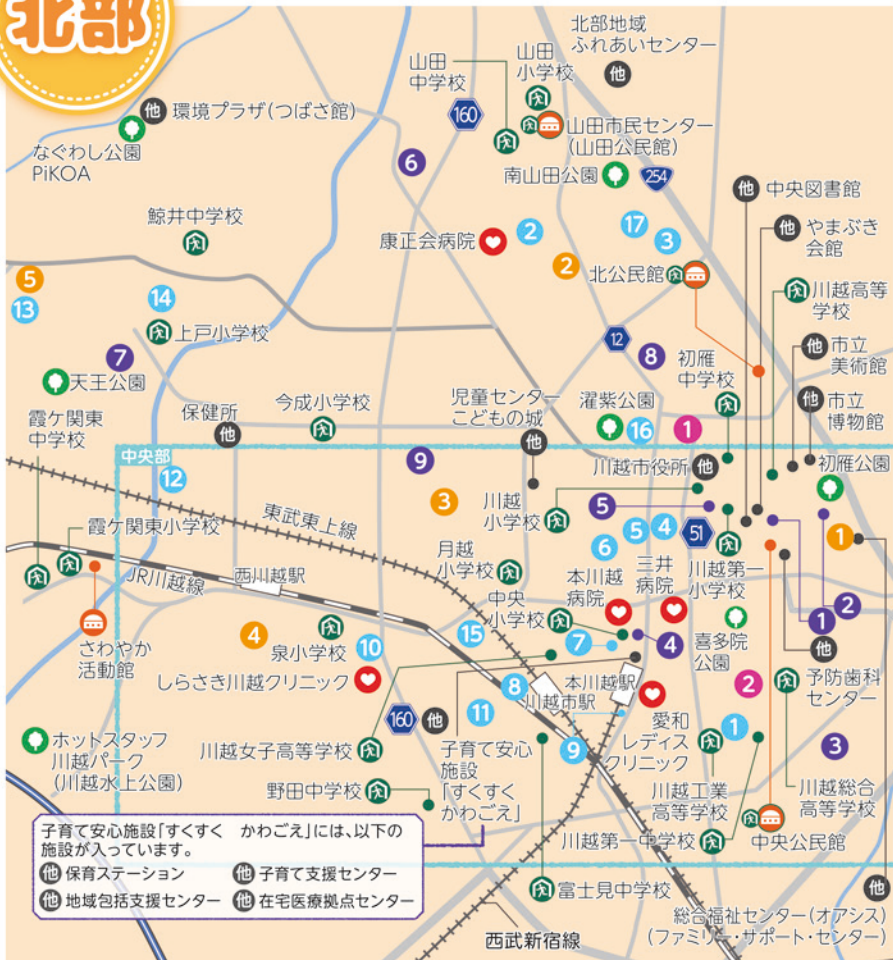 北部
北部地域
ふれあいセンター
他
山田
中学校
山田
小学校
160
他
環境プラザ(つばさ館)
なぐわし公園
PiKOA
山田市民センター
(山田公民館)
6
南山田公園
254
他
中央図書館
鯨井中学校
康正会病院
2
17
3
他
やまぶき
会館
5
13
14
2
北公民館
川越高等
学校
上戸小学校
12
8
初雁
中学校
他
市立
美術館
7
天王公園
児童センター
こどもの城
他
濯紫公園
16
1
他
市立
博物館
霞ケ関東
中学校
保健所
他
今成小学校
中央部
9
川越市役所
他
初雁公園
12
3
川越
小学校
5
東武東上線
6
5
4
51
1
霞ケ関東小学校
月越
小学校
本川越
病院
三井
病院
川越第一
小学校
JR川越線
西川越駅
中央
小学校
1
2
さわやか
活動館
4
泉小学校
10
15
7
4
喜多院
公園
他
予防歯科
センター
しらさぎ川越クリニック
8
川越市駅
本川越駅
2
11
160
他
ホットスタッフ
川越パーク
(川越水上公園)
川越女子高等学校
子育て安心
施設
「すくすく
かわごえ」
9
愛和
レディス
クリニック
1
3
野田中学校
川越工業
高等学校
川越総合
高等学校
川越第一中学校
中央公民館
子育て安心施設「すくすく かわごえ」には、以下の
施設が入っています。
他 保育ステーション 他 子育て支援センター
他 地域包括支援センター 他 在宅医療拠点センター
富士見中学校
他
総合福祉センター(オアシス)
(ファミリー・サポート・センター)
西武新宿線